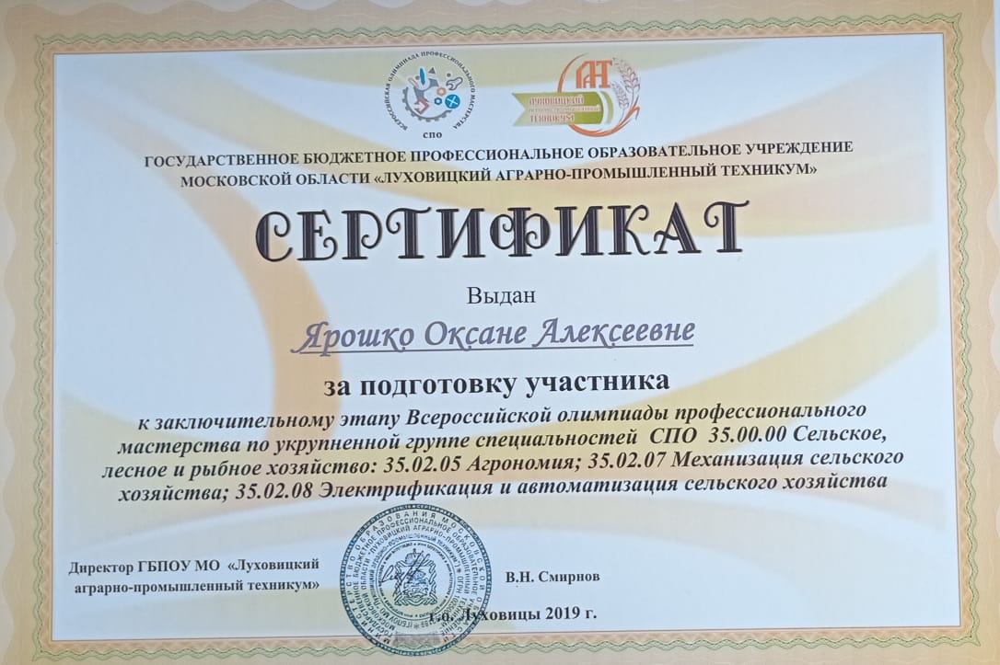 ВСЕРОССИЙСКАЯ ОЛИМПИАДА ПРОФЕССИОНАЛЬНОГО МАСТЕРСТВА
СПО
ЛАПТ
ЛУХОВИЦКИЙ
ТЕХНИКУМ
ГОСУДАРСТВЕННОЕ БЮДЖЕТНОЕ ПРОФЕССИОНАЛЬНОЕ ОБРАЗОВАТЕЛЬНОЕ УЧРЕЖДЕНИЕ
МОСКОВСКОЙ ОБЛАСТИ «ЛУХОВИЦКИЙ АГРАРНО-ПРОМЫШЛЕННЫЙ ТЕХНИКУМ»
СЕРТИФИКАТ
Выдан
Ярошко Оксане Алексеевне
за подготовку участника
к заключительному этапу Всероссийской олимпиады профессионального
мастерства по укрупненной группе специальностей СПО 35.00.00 Сельское,
лесное и рыбное хозяйство: 35.02.05 Агрономия; 35.02.07 Механизация сельского
хозяйства; 35.02.08 Электрификация и автоматизация сельского хозяйства
Директор ГБПОУ МО «Луховицкий
аграрно-промышленный техникум»
В.Н. Смирнов
г.о. Луховицы 2019 г.